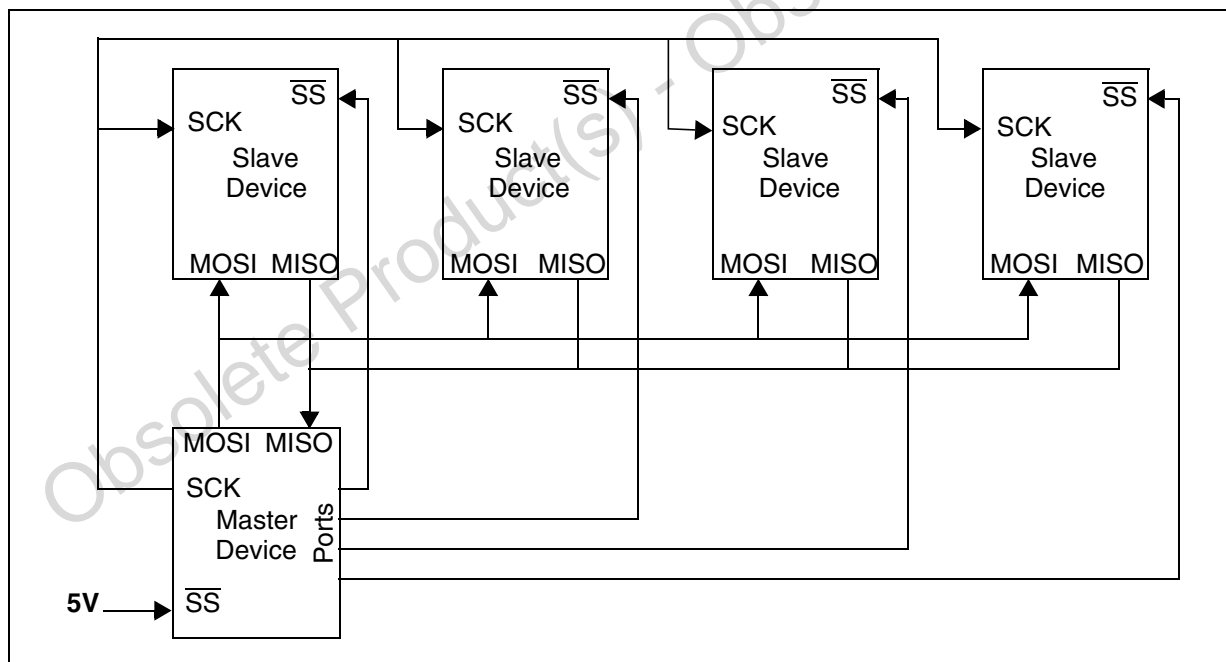 SS SS SS SS
SCK SCK SCK SCK
Slave Slave Slave Slave
Device Device Device Device
MOSI MISO MOSI MISO MOSI MISO MOSI MISO
MOSI MISO
SCK
Master
Device
Ports
5V SS
Obsolete Product(s) - Obs